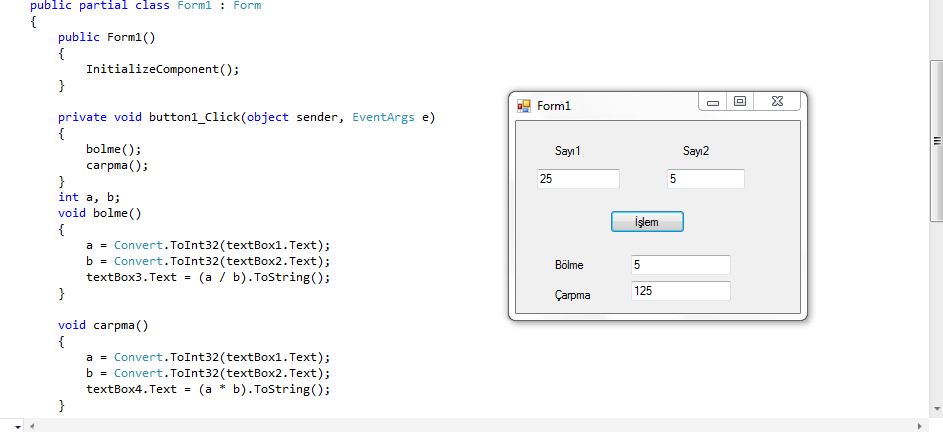 public partial class Form1 : Form
{
public Form1()
{
InitializeComponent();
}
private void button1_Click(object sender, EventArgs e)
{
bolme();
carpma();
}
int a, b;
void bolme()
{
a = Convert.ToInt32(textBox1.Text);
b = Convert.ToInt32(textBox2.Text);
textBox3.Text = (a / b).ToString();
}
void carpma()
{
a = Convert.ToInt32(textBox1.Text);
b = Convert.ToInt32(textBox2.Text);
textBox4.Text = (a * b).ToString();
}
Form1
Sayı1 Sayı2
25 5
İşlem
Bölme 5
Çarpma 125